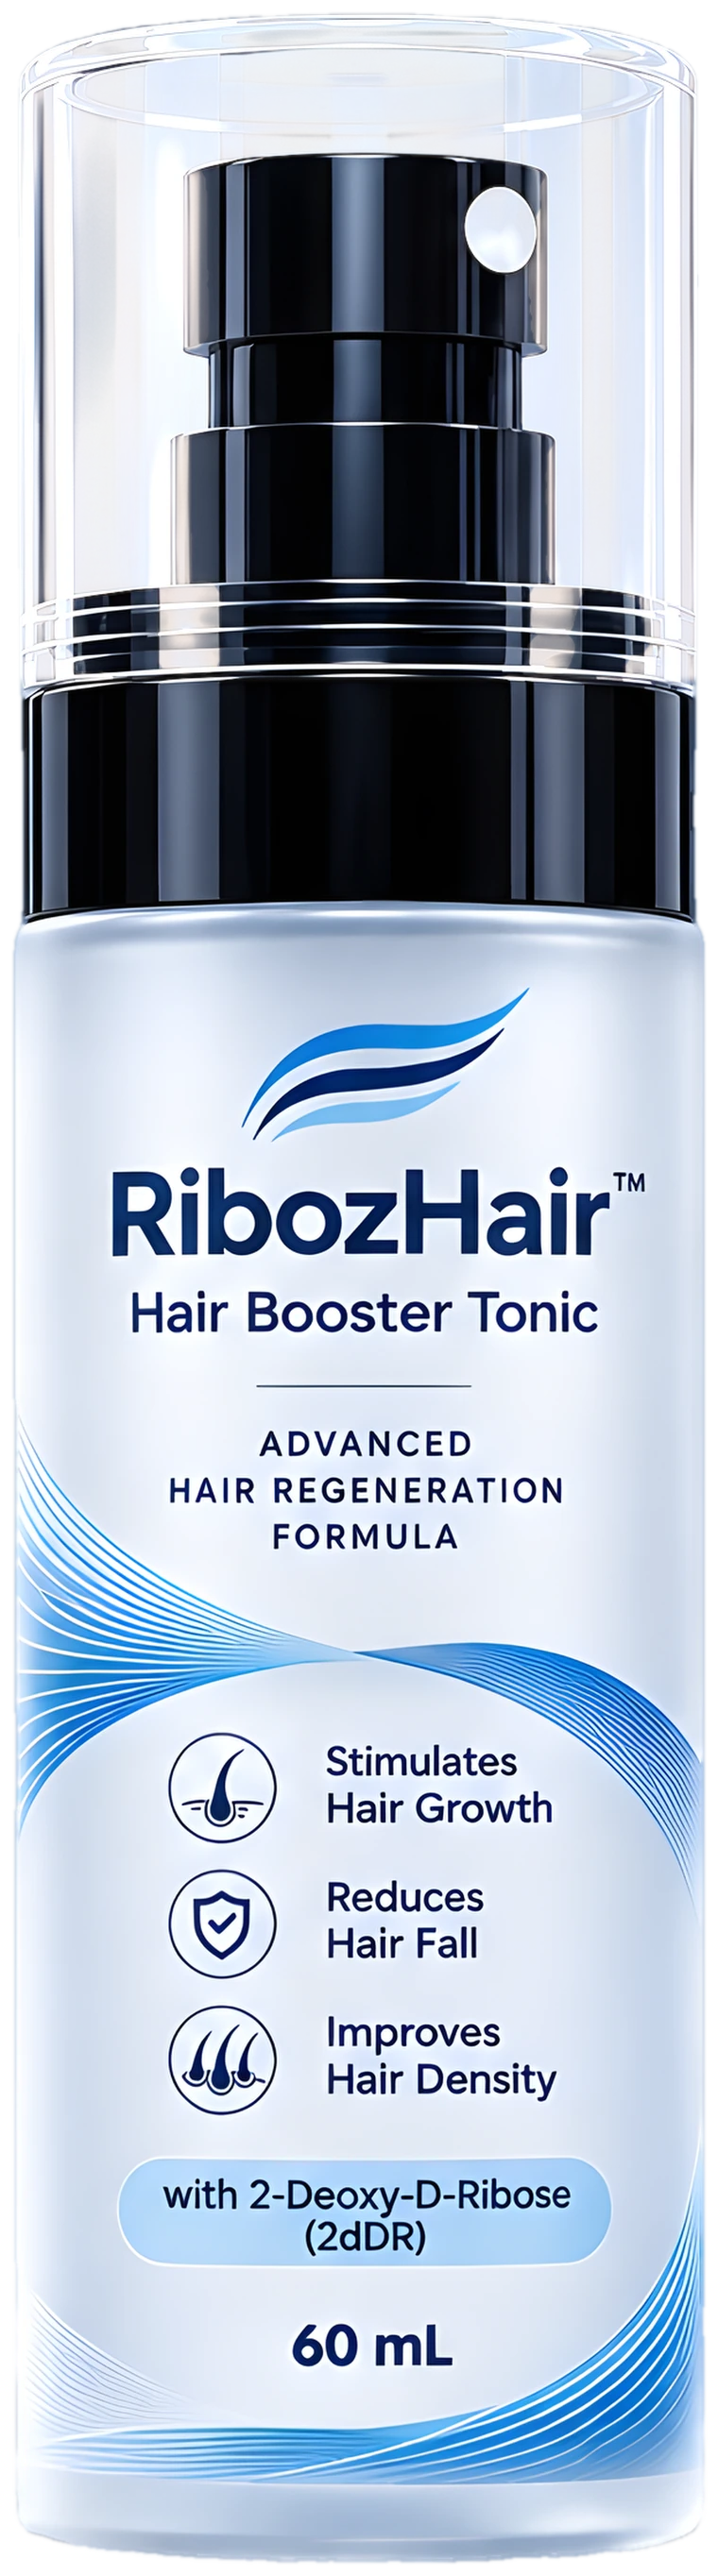 RibozHair™
Hair Booster Tonic
ADVANCED
HAIR REGENERATION
FORMULA
Stimulates
Hair Growth
Reduces
Hair Fall
Improves
Hair Density
with 2-Deoxy-D-Ribose
(2dDR)
60 mL